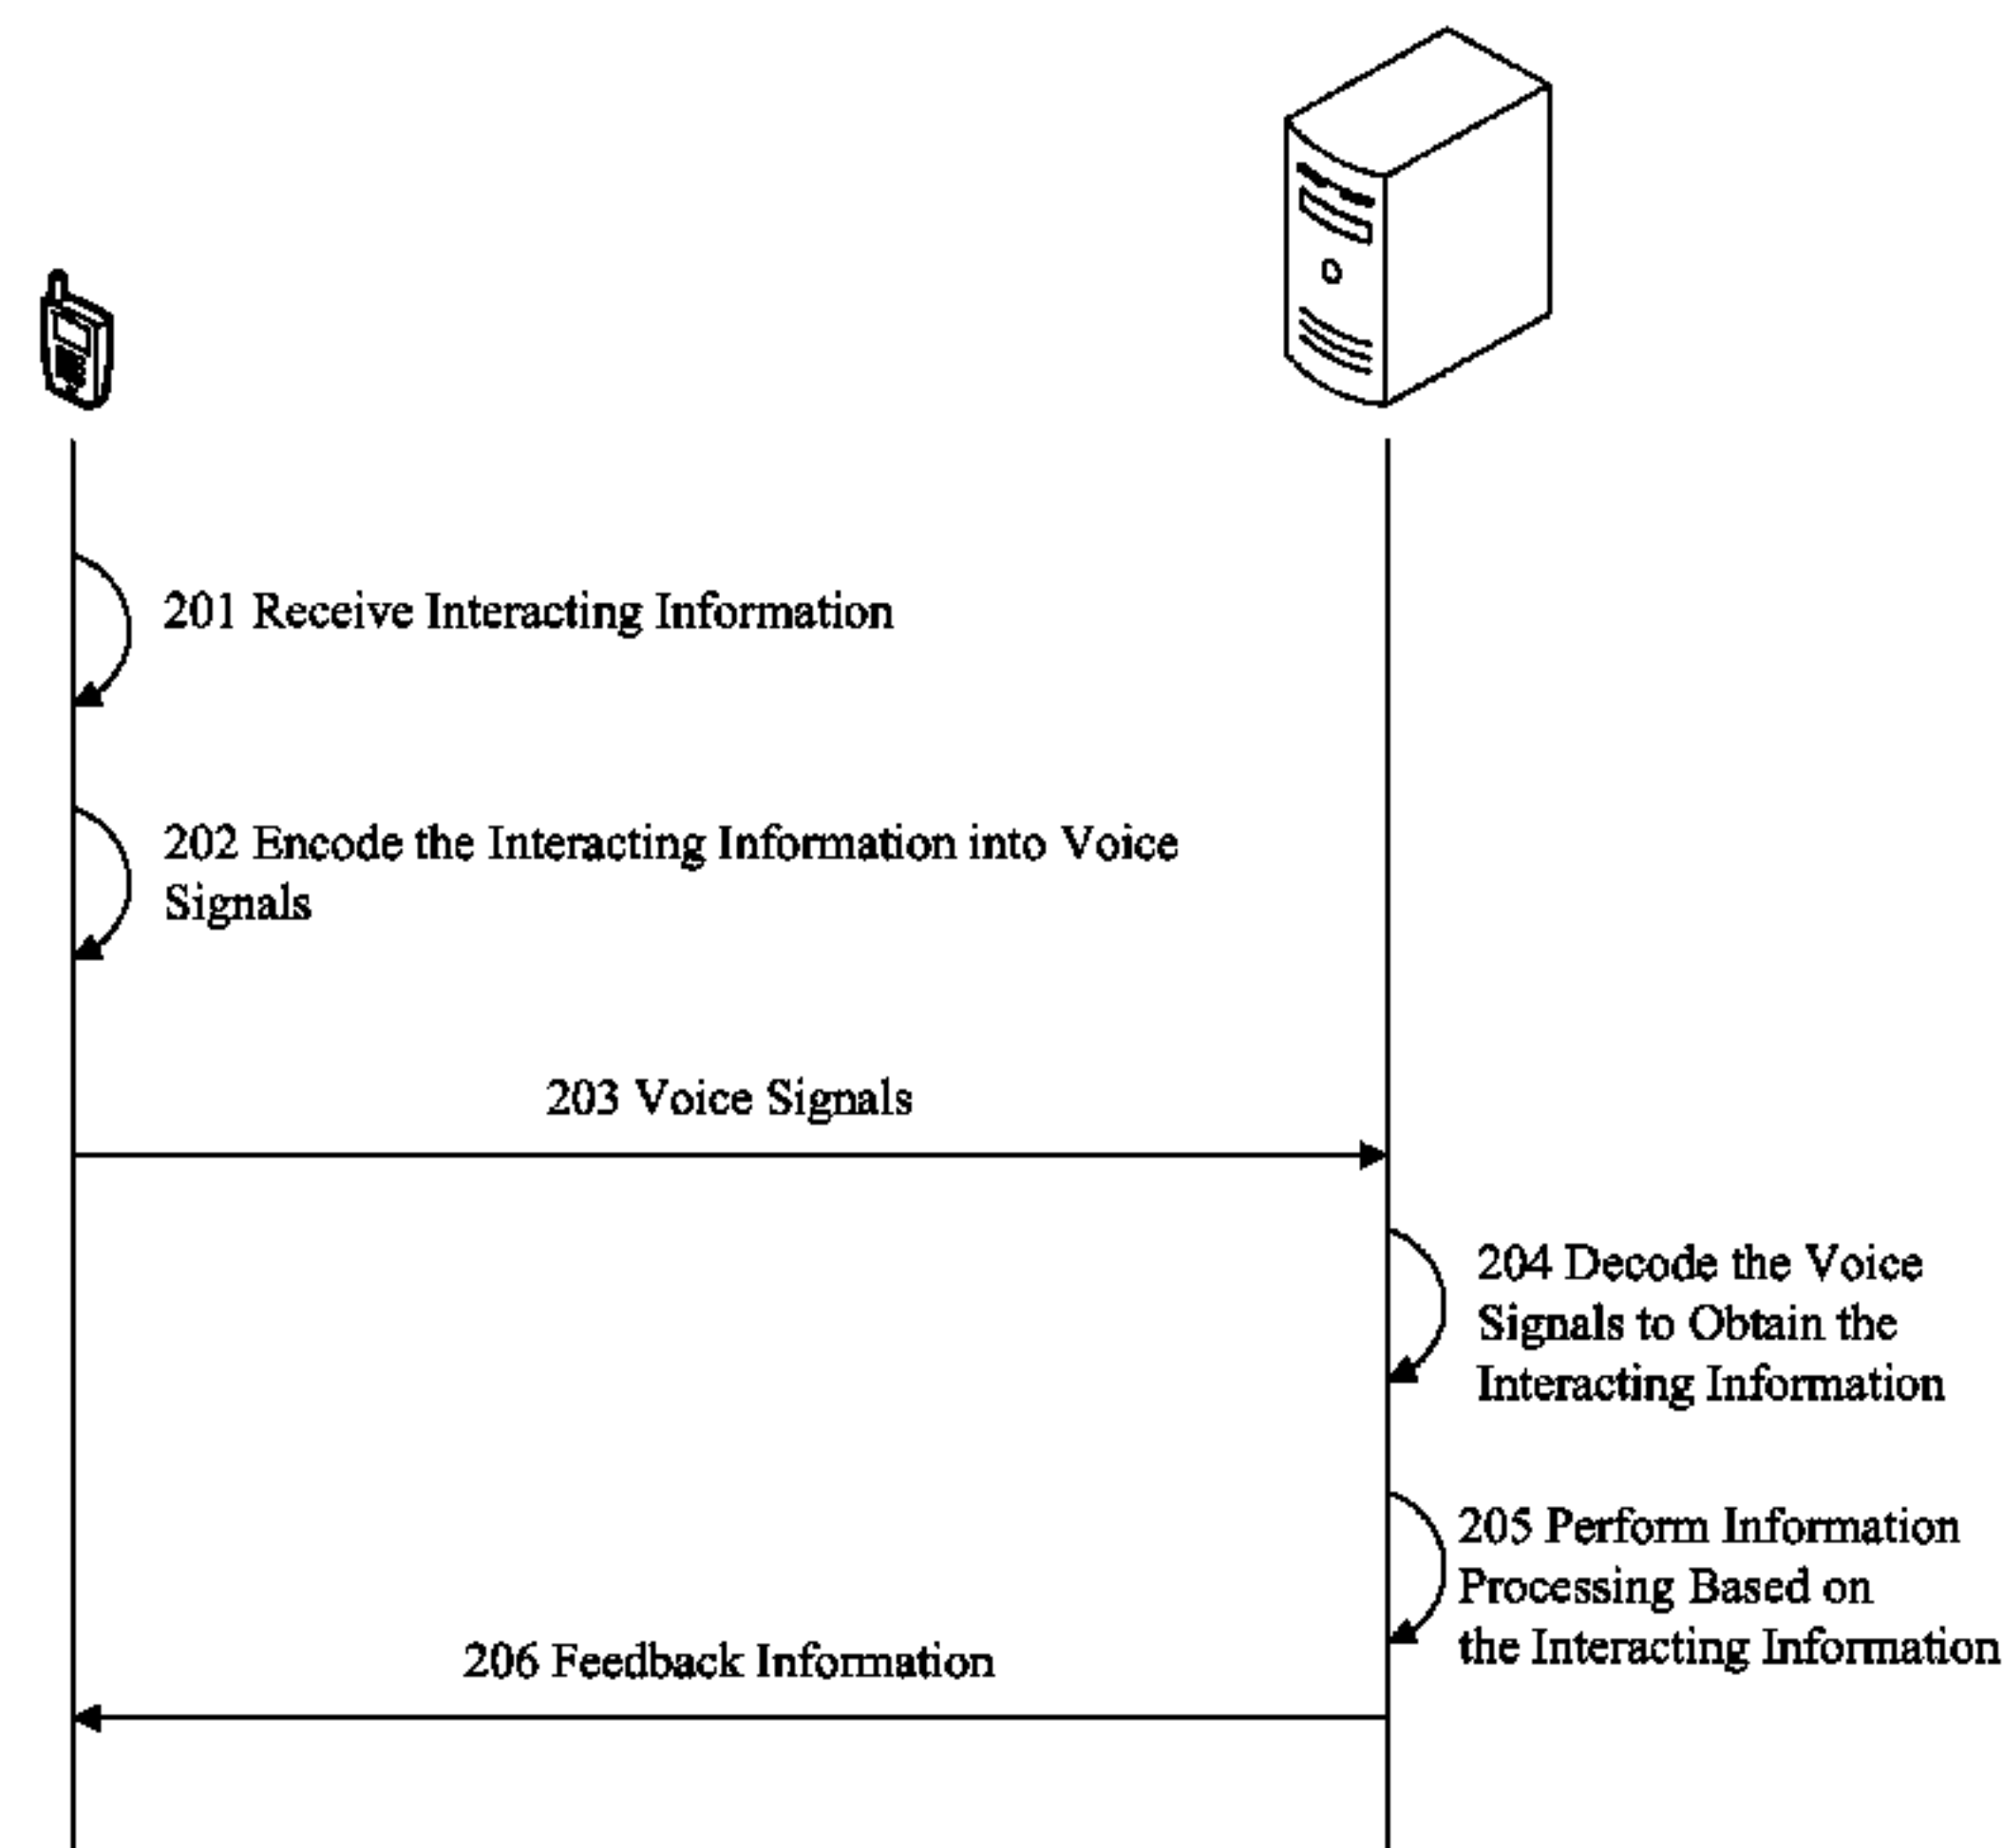 201 Receive Interacting Information
202 Encode the Interacting Information into Voice
Signals
203 Voice Signals
204 Decode the Voice
Signals to Obtain the
Interacting Information
205 Perform Information
Processing Based on
the Interacting Information
206 Feedback Information